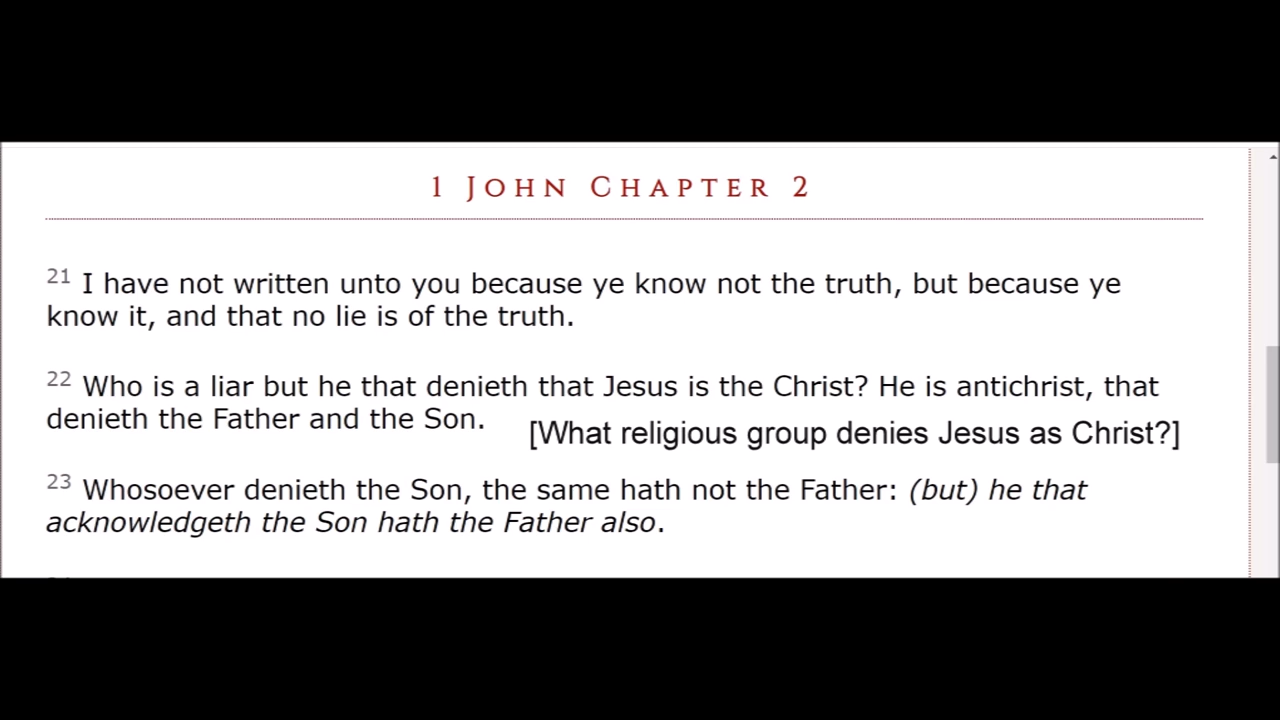 1 John Chapter 2
21 I have not written unto you because ye know not the truth, but because ye
know it, and that no lie is of the truth.
22 Who is a liar but he that denieth that Jesus is the Christ? He is antichrist, that
denieth the Father and the Son.
[What religious group denies Jesus as Christ?]
23 Whosoever denieth the Son, the same hath not the Father: (but) he that
acknowledgeth the Son hath the Father also.